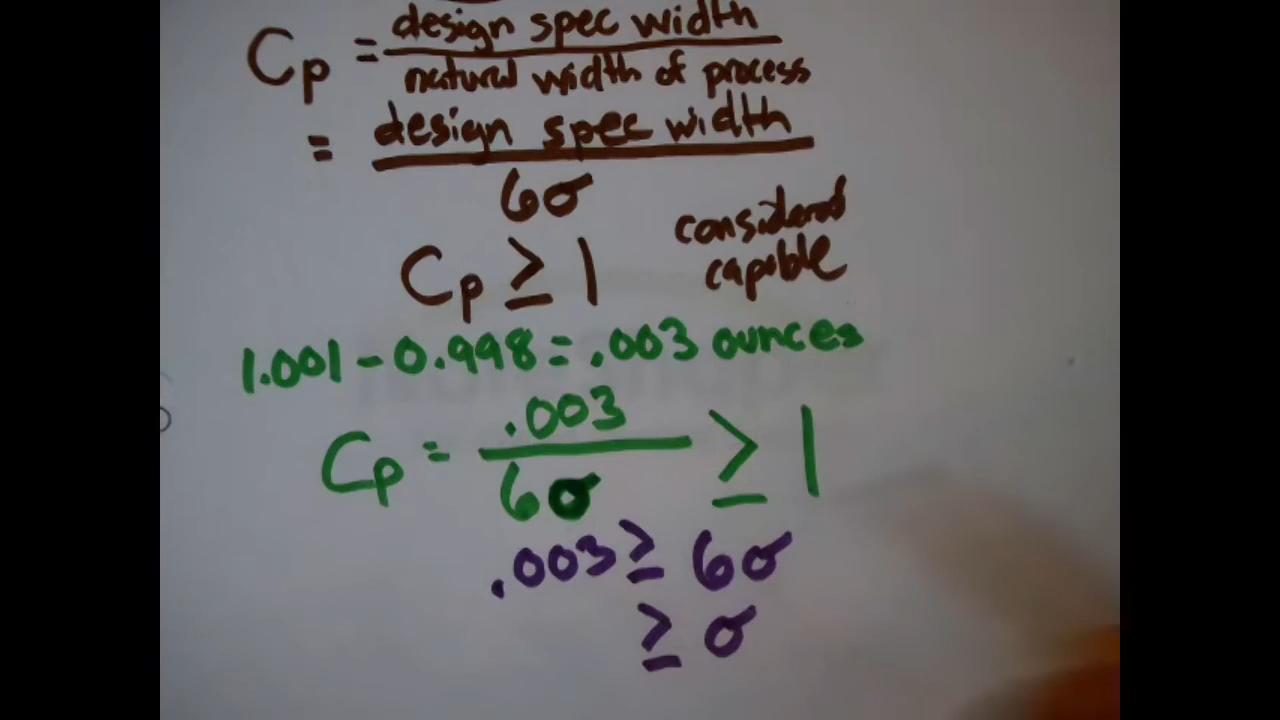 Cp = design spec width
natural width of process
= design spec width
6σ
Cp ≥ 1 considered
capable
1.001 - 0.998 = .003 ounces
Cp = .003 ≥ 1
6σ
.003 ≥ 6σ
≥ σ